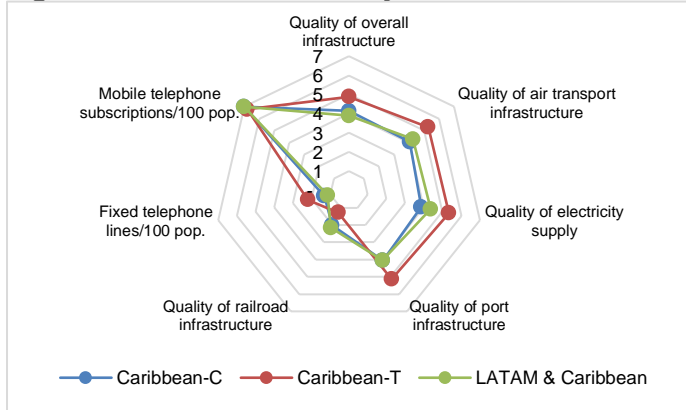 Quality of overall
infrastructure
7
6
5
4
3
2
1
Quality of air transport
infrastructure
Quality of electricity
supply
Quality of port
infrastructure
Quality of railroad
infrastructure
Fixed telephone
lines/100 pop.
Mobile telephone
subscriptions/100 pop.
Caribbean-C
Caribbean-T
LATAM & Caribbean